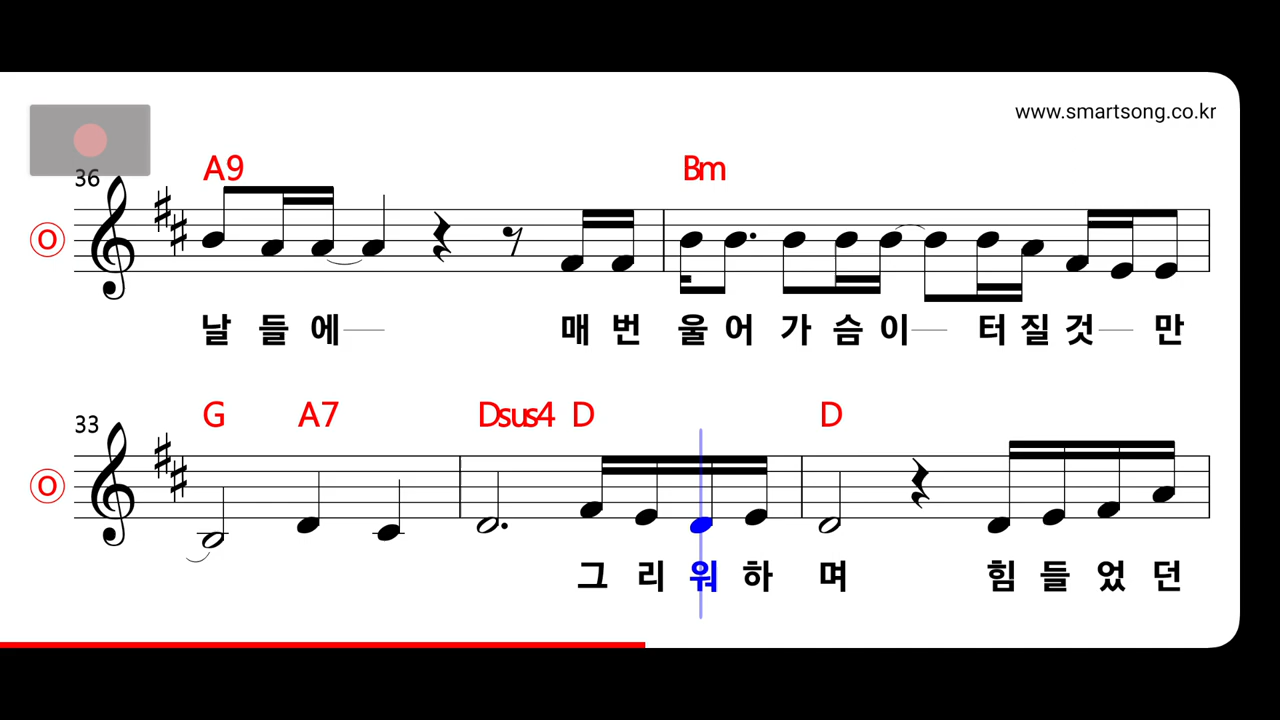 www.smartsong.co.kr
36
A9 Bm
O
날 들 에 매 번 울 어 가 슴 이 터 질 것 만
33
G A7 Dsus4 D D
O
그 리 워 하 며 힘 들 었 던